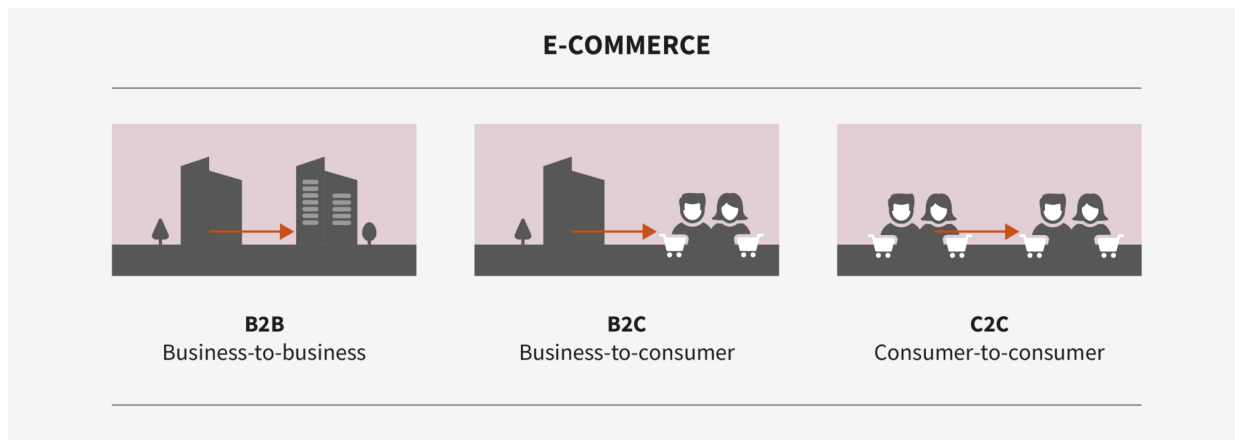 E-COMMERCE
B2B
Business-to-business
B2C
Business-to-consumer
C2C
Consumer-to-consumer